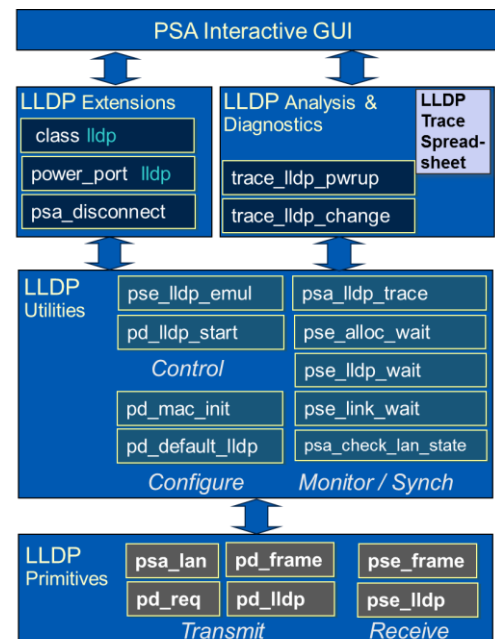 PSA Interactive GUI
LLDP Extensions
class lldp
power_port lldp
psa_disconnect
LLDP Analysis &
Diagnostics
trace_lldp_pwrup
trace_lldp_change
LLDP
Trace
Spread-
sheet
LLDP
Utilities
pse_lldp_emul
pd_lldp_start
Control
pd_mac_init
pd_default_lldp
Configure
psa_lldp_trace
pse_alloc_wait
pse_lldp_wait
pse_link_wait
psa_check_lan_state
Monitor / Synch
LLDP
Primitives
psa_lan
pd_frame
pd_req
pd_lldp
Transmit
pse_frame
pse_lldp
Receive